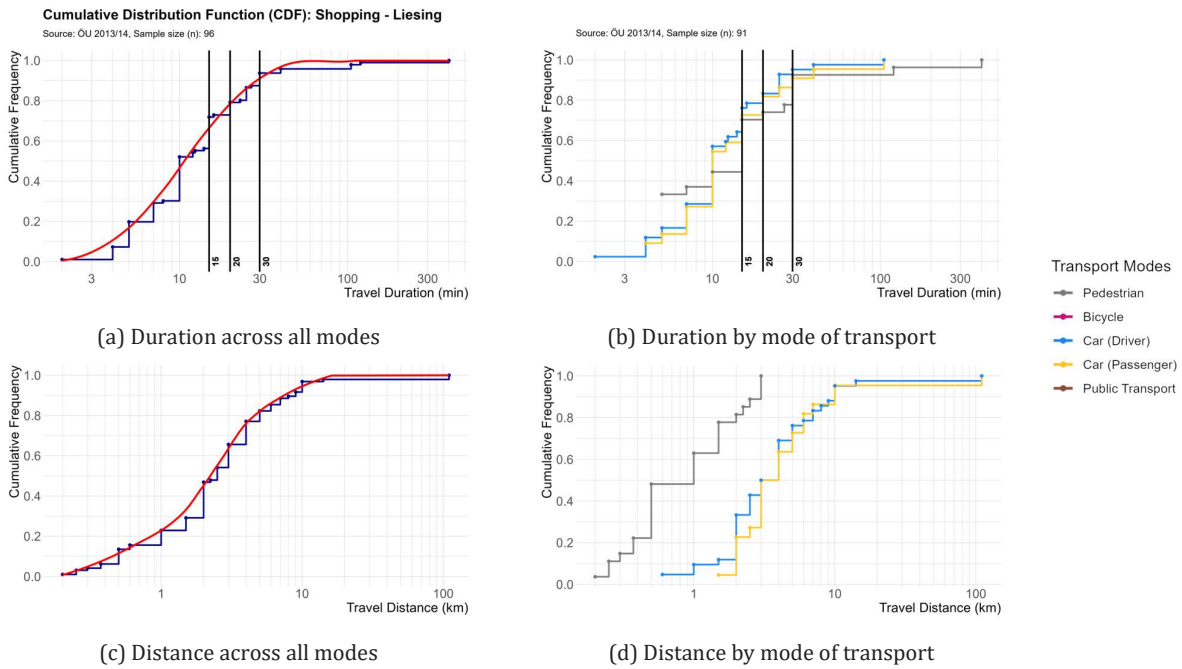 Cumulative Distribution Function (CDF): Shopping - Liesing
Source: ÖU 2013/14, Sample size (n): 96
Cumulative Frequency
1.0
0.8
0.6
0.4
0.2
0.0
15
20
30
3
10
30
100
300
Travel Duration (min)
(a) Duration across all modes
Source: ÖU 2013/14, Sample size (n): 91
Cumulative Frequency
1.0
0.8
0.6
0.4
0.2
0.0
15
20
30
3
10
30
100
300
Travel Duration (min)
(b) Duration by mode of transport
Transport Modes
Pedestrian
Bicycle
Car (Driver)
Car (Passenger)
Public Transport
Cumulative Frequency
1.0
0.8
0.6
0.4
0.2
0.0
1
10
100
Travel Distance (km)
(c) Distance across all modes
Cumulative Frequency
1.0
0.8
0.6
0.4
0.2
0.0
1
10
100
Travel Distance (km)
(d) Distance by mode of transport